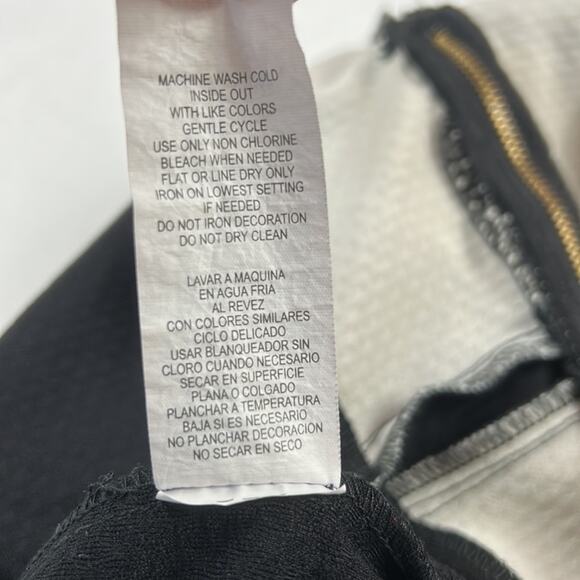 MACHINE WASH COLD
INSIDE OUT
WITH LIKE COLORS
GENTLE CYCLE
USE ONLY NON CHLORINE
BLEACH WHEN NEEDED
FLAT OR LINE DRY ONLY
IRON ON LOWEST SETTING
IF NEEDED
DO NOT IRON DECORATION
DO NOT DRY CLEAN
LAVAR A MAQUINA
EN AGUA FRIA
AL REVEZ
CON COLORES SIMILARES
CICLO DELICADO
USAR BLANQUEADOR SIN
CLORO CUANDO NECESARIO
SECAR EN SUPERFICIE
PLANA O COLGADO
PLANCHAR A TEMPERATURA
BAJA SI ES NECESARIO
NO PLANCHAR DECORACION
NO SECAR EN SECO